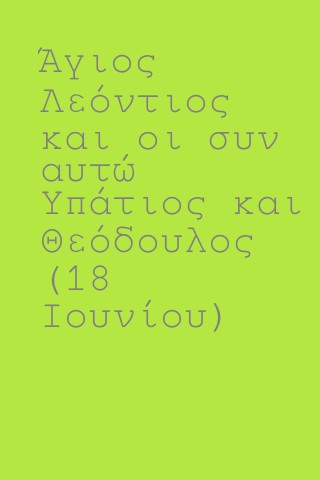 Άγιος
Λεόντιος
και οι συν
αυτώ
Υπάτιος και
Θεόδουλος
(18
Ιουνίου)